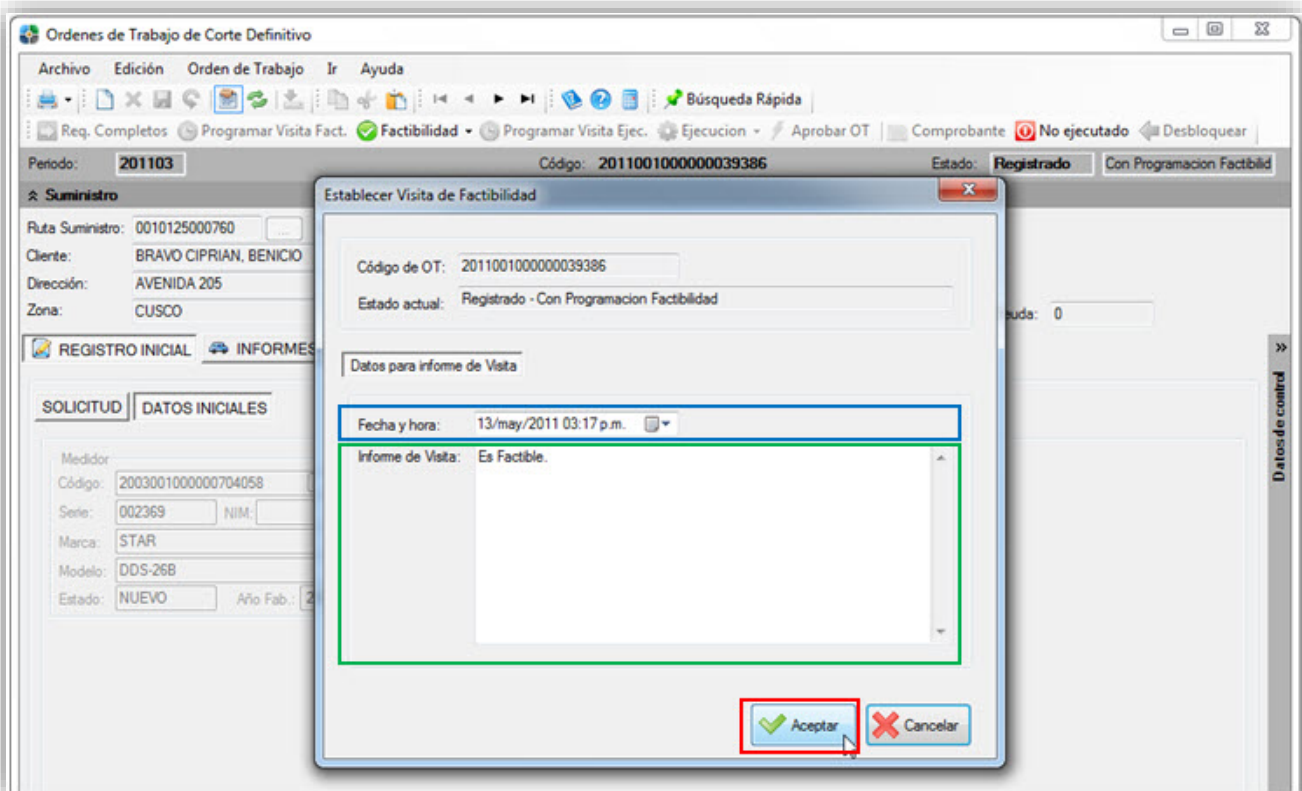 Ordenes de Trabajo de Corte Definitivo
Archivo Edición Orden de Trabajo Ir Ayuda
Búsqueda Rápida
Req. Completos Programar Visita Fact. Factibilidad Programar Visita Ejec. Ejecucion Aprobar OT Comprobante No ejecutado Desbloquear
Periodo: 201103 Código: 2011001000000039386 Estado: Registrado Con Programacion Factibilid
Suministro
Ruta Suministro: 0010125000760 ...
Cliente: BRAVO CIPRIAN, BENICIO
Dirección: AVENIDA 205
Zona: CUSCO
euda: 0
REGISTRO INICIAL INFORMES
SOLICITUD DATOS INICIALES
Medidor
Código: 2003001000000704058
Serie: 002369 NIM:
Marca: STAR
Modelo: DDS-26B
Estado: NUEVO Año Fab.: 2
Establecer Visita de Factibilidad
Código de OT: 2011001000000039386
Estado actual: Registrado - Con Programacion Factibilidad
Datos para informe de Visita
Fecha y hora: 13/may/2011 03:17 p.m.
Informe de Visita: Es Factible.
Aceptar Cancelar
Datos de control